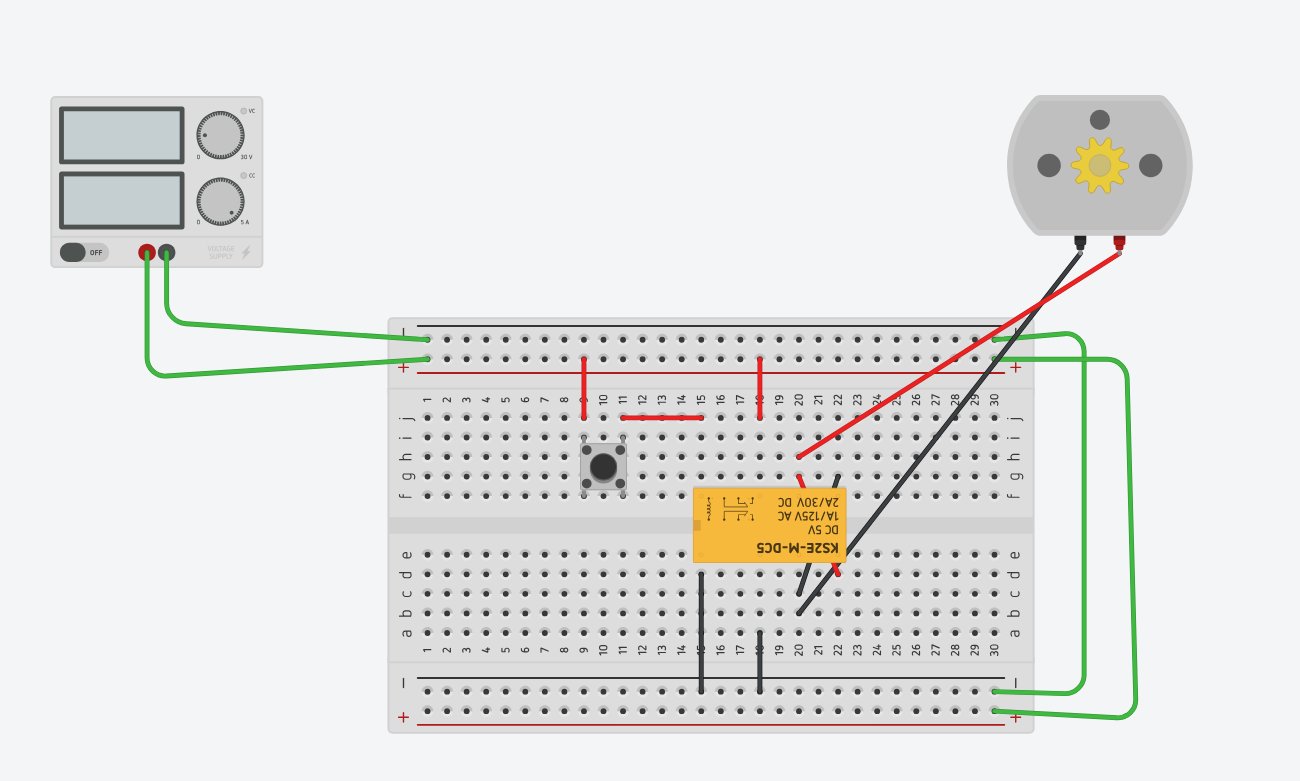 VC
0 30 V
CC
0 5 A
OFF
VOLTAGE
SUPPLY
− −
+ +
1 2 3 4 5 6 7 8 9 10 11 12 13 14 15 16 17 18 19 20 21 22 23 24 25 26 27 28 29 30
j j
i i
h h
g g
f f
2A/30V DC
1A/125V AC
DC 5V
KS2E-M-DC5
e e
d d
c c
b b
a a
1 2 3 4 5 6 7 8 9 10 11 12 13 14 15 16 17 18 19 20 21 22 23 24 25 26 27 28 29 30
− −
+ +